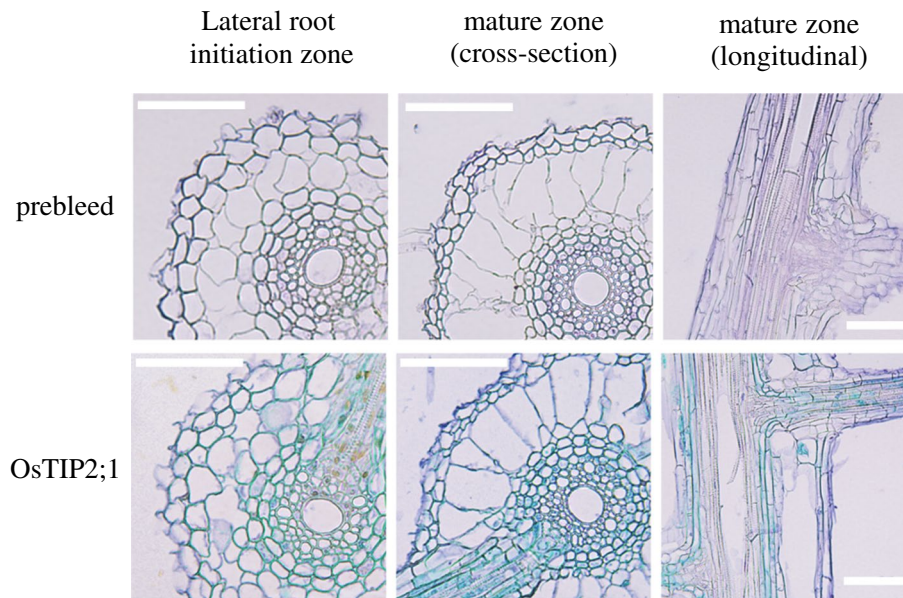 Lateral root
initiation zone
mature zone
(cross-section)
mature zone
(longitudinal)
prebleed
OsTIP2;1